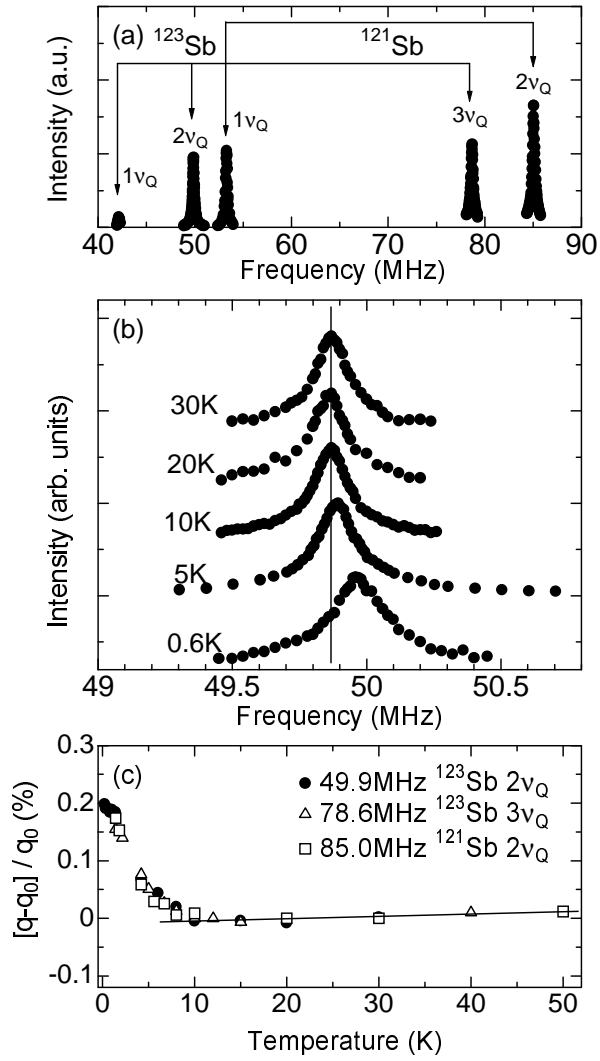 (a)
¹²³Sb
¹²¹Sb
1νQ
2νQ
1νQ
3νQ
2νQ
Intensity (a.u.)
40 50 60 70 80 90
Frequency (MHz)
(b)
30K
20K
10K
5K
0.6K
Intensity (arb. units)
49 49.5 50 50.5
Frequency (MHz)
(c)
49.9MHz ¹²³Sb 2νQ
78.6MHz ¹²³Sb 3νQ
85.0MHz ¹²¹Sb 2νQ
[q-q₀] / q₀ (%)
0.3
0.2
0.1
0
-0.1
0 10 20 30 40 50
Temperature (K)